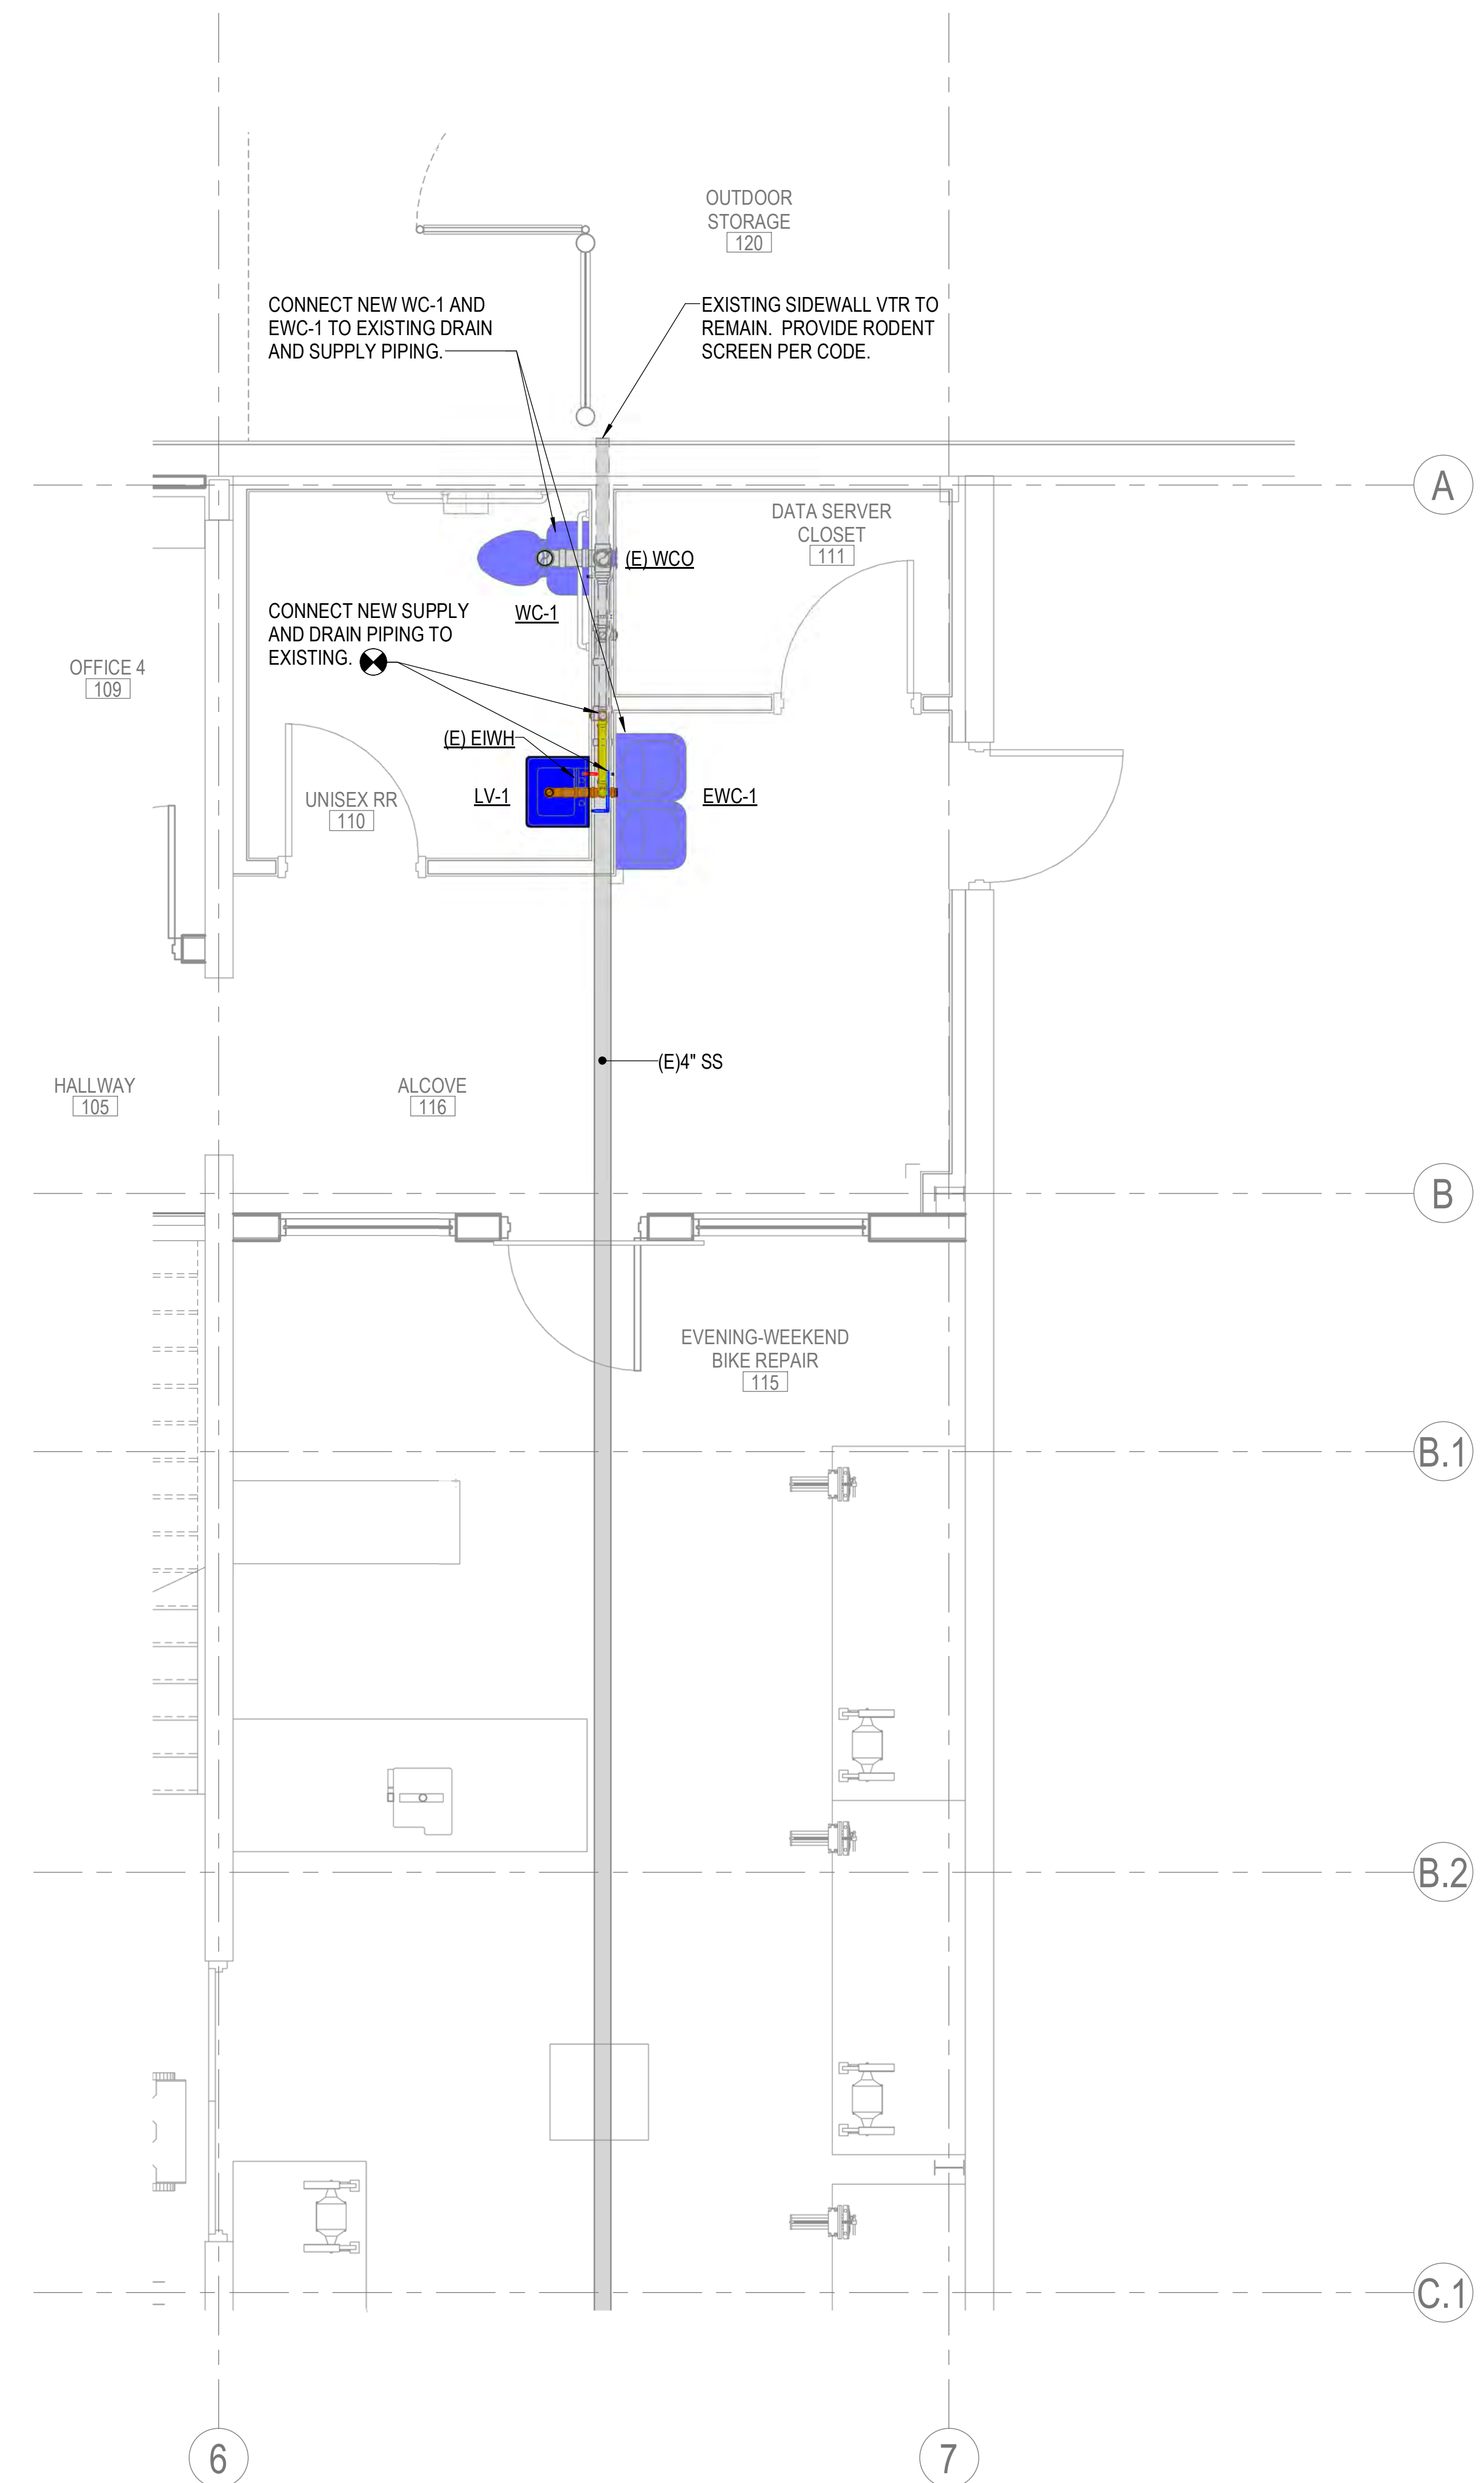 OUTDOOR
STORAGE
120
CONNECT NEW WC-1 AND
EWC-1 TO EXISTING DRAIN
AND SUPPLY PIPING.
EXISTING SIDEWALL VTR TO
REMAIN. PROVIDE RODENT
SCREEN PER CODE.
A
DATA SERVER
CLOSET
111
(E) WCO
WC-1
CONNECT NEW SUPPLY
AND DRAIN PIPING TO
EXISTING.
OFFICE 4
109
(E) EIWH
LV-1
EWC-1
UNISEX RR
110
(E)4" SS
HALLWAY
105
ALCOVE
116
B
EVENING-WEEKEND
BIKE REPAIR
115
B.1
B.2
C.1
6
7